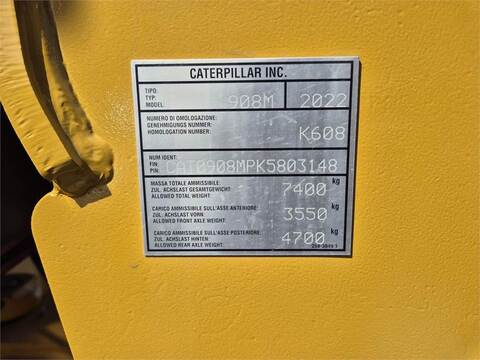 CATERPILLAR INC.
TIPO:
TYP:
MODEL: 908M 2022
NUMERO DI OMOLOGAZIONE:
GENEHMIGUNGS NUMMER:
HOMOLOGATION NUMBER: K608
NUM IDENT:
FIN:
PIN: CAT0908MPK5803148
MASSA TOTALE AMMISSIBILE:
ZUL. ACHSLAST GESAMTGEWICHT: 7400 kg
ALLOWED TOTAL WEIGHT:
CARICO AMMISSIBILE SULL'ASSE ANTERIORE:
ZUL. ACHSLAST VORN: 3550 kg
ALLOWED FRONT AXLE WEIGHT:
CARICO AMMISSIBILE SULL'ASSE POSTERIORE:
ZUL. ACHSLAST HINTEN 4700 kg
ALLOWED REAR AXLE WEIGHT: